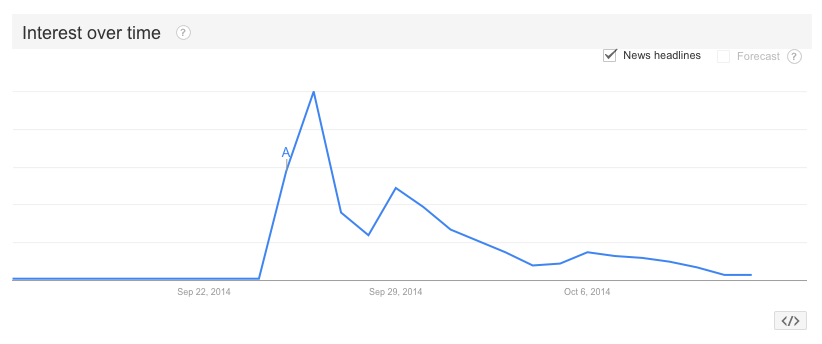 Interest over time ?
News headlines Forecast ?
A
Sep 22, 2014 Sep 29, 2014 Oct 6, 2014
</>